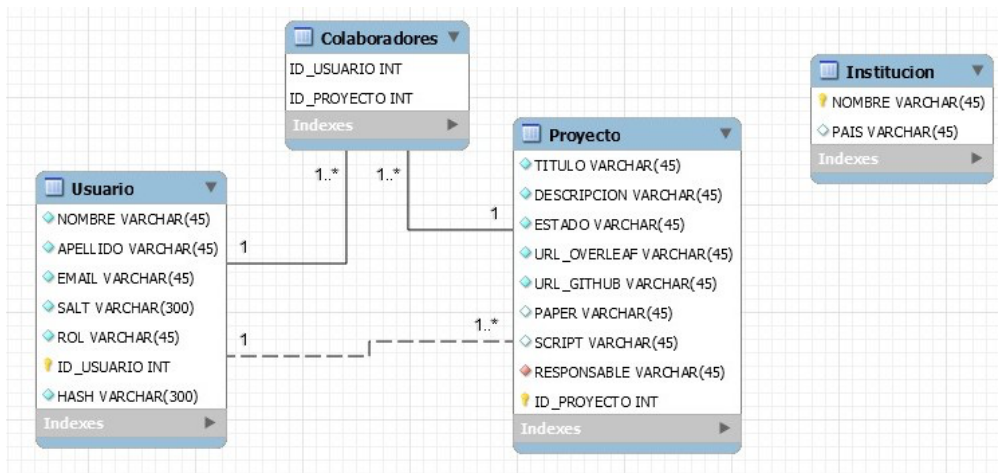 Colaboradores
ID_USUARIO INT
ID_PROYECTO INT
Indexes
Institucion
NOMBRE VARCHAR(45)
PAIS VARCHAR(45)
Indexes
Proyecto
TITULO VARCHAR(45)
DESCRIPCION VARCHAR(45)
ESTADO VARCHAR(45)
URL_OVERLEAF VARCHAR(45)
URL_GITHUB VARCHAR(45)
PAPER VARCHAR(45)
SCRIPT VARCHAR(45)
RESPONSABLE VARCHAR(45)
ID_PROYECTO INT
Indexes
Usuario
NOMBRE VARCHAR(45)
APELLIDO VARCHAR(45)
EMAIL VARCHAR(45)
SALT VARCHAR(300)
ROL VARCHAR(45)
ID_USUARIO INT
HASH VARCHAR(300)
Indexes
1..*
1..*
1
1
1
1..*